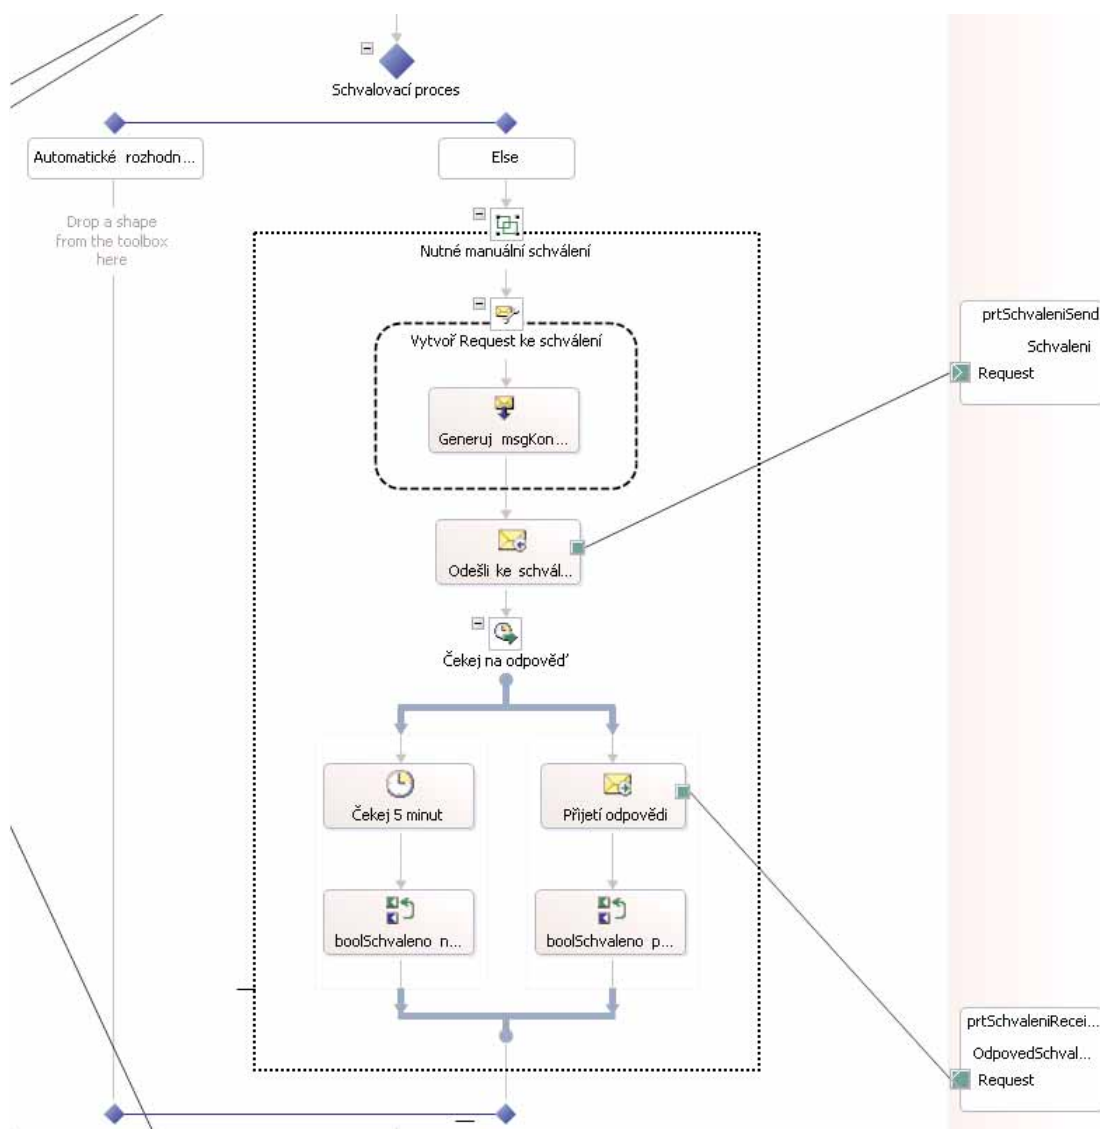 Schvalovací proces
Automatické rozhodn...
Else
Drop a shape
from the toolbox
here
Nutné manuální schválení
Vytvoř Request ke schválení
prtSchvaleniSend
Schvaleni
Request
Generuj msgKon...
Odešli ke schvál...
Čekej na odpověď
Čekej 5 minut
Přijetí odpovědi
boolSchvaleno n...
boolSchvaleno p...
prtSchvaleniRecei...
OdpovedSchval...
Request